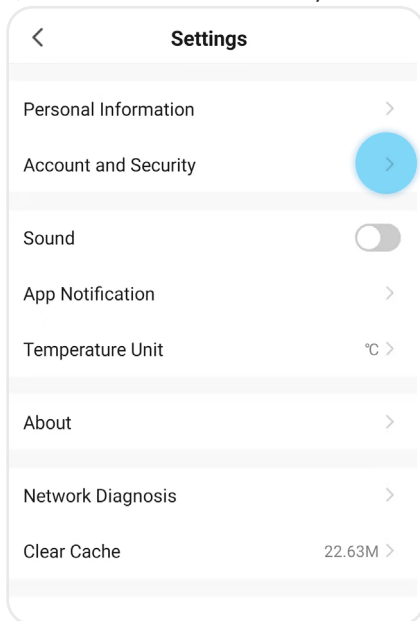 Settings
Personal Information
Account and Security
Sound
App Notification
Temperature Unit ℃
About
Network Diagnosis
Clear Cache 22.63M